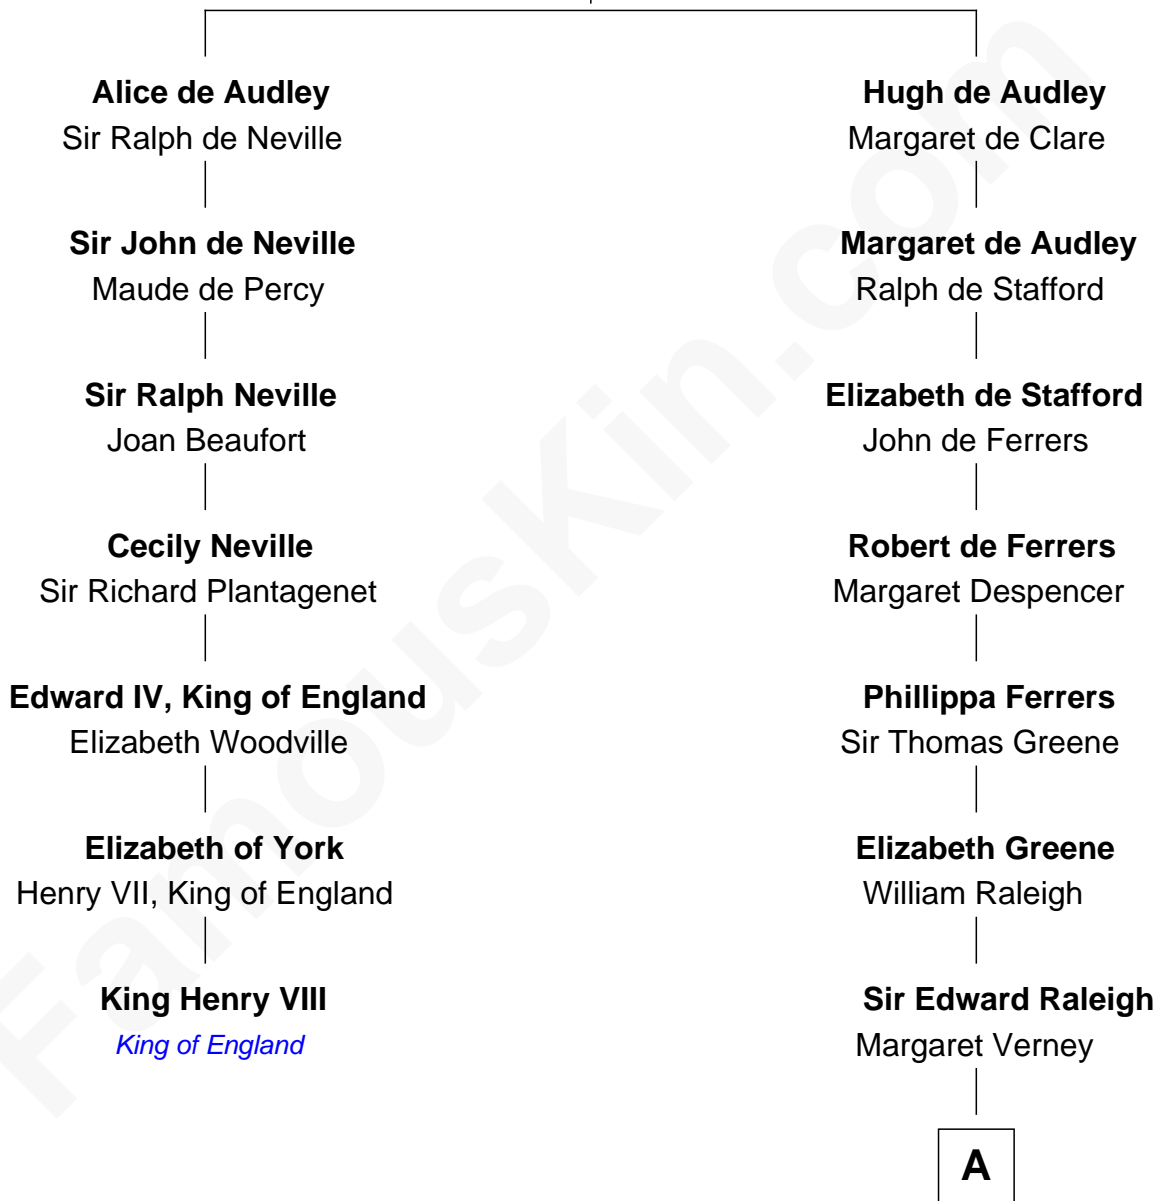 Alice de Audley
Sir Ralph de Neville
Hugh de Audley
Margaret de Clare
Sir John de Neville
Maude de Percy
Margaret de Audley
Ralph de Stafford
Sir Ralph Neville
Joan Beaufort
Elizabeth de Stafford
John de Ferrers
Cecily Neville
Sir Richard Plantagenet
Robert de Ferrers
Margaret Despencer
Edward IV, King of England
Elizabeth Woodville
Phillippa Ferrers
Sir Thomas Greene
Elizabeth of York
Henry VII, King of England
Elizabeth Greene
William Raleigh
King Henry VIII
King of England
Sir Edward Raleigh
Margaret Verney
A
FamousKin.com